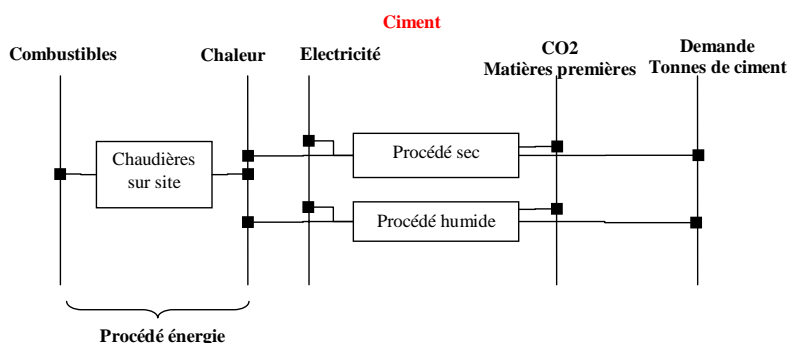 Ciment
Combustibles
Chaleur
Electricité
CO2
Matières premières
Demande
Tonnes de ciment
Chaudières
sur site
Procédé sec
Procédé humide
Procédé énergie